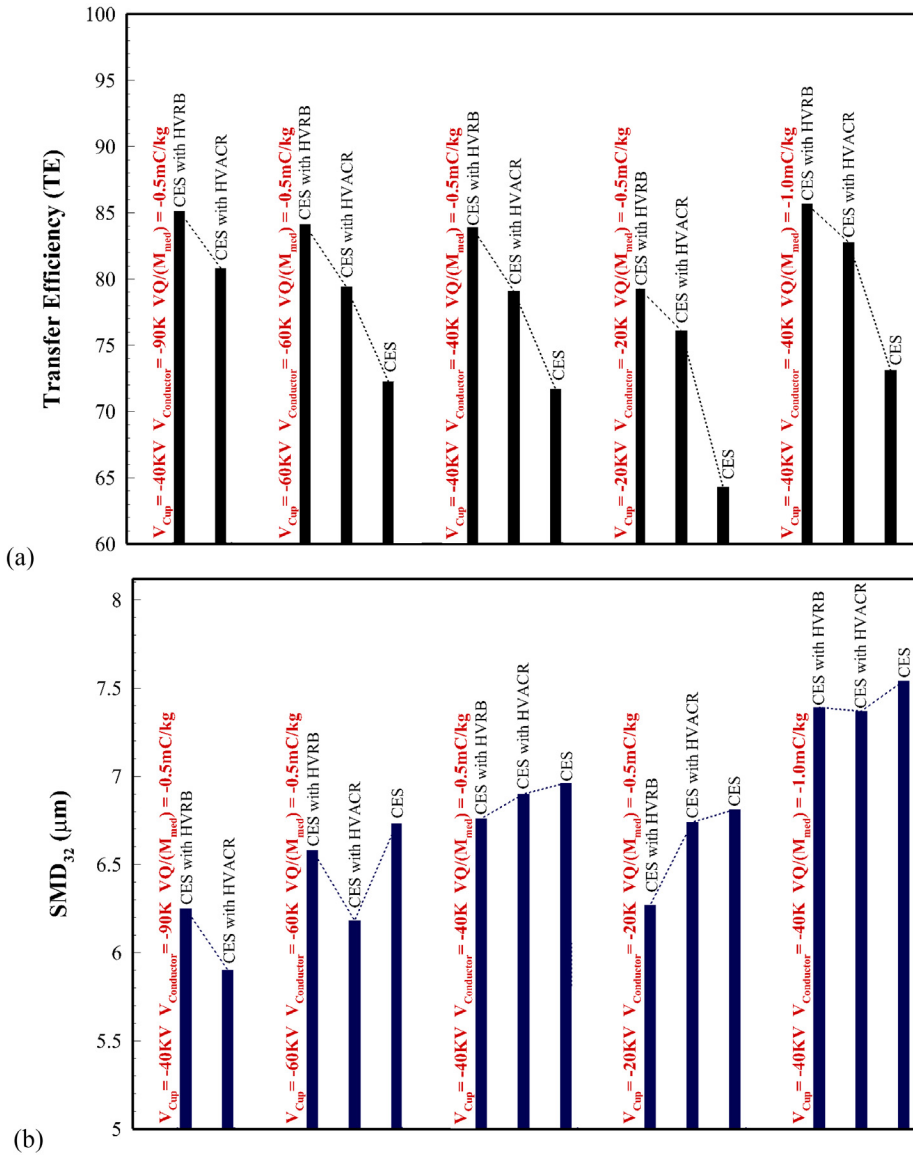 100
95
90
85
80
75
70
65
60
Transfer Efficiency (TE)
V_Cup= -40KV V_Conductor= -90K VQ/(M_med) = -0.5mC/kg
CES with HVRB
CES with HVACR
V_Cup= -60KV V_Conductor= -60K VQ/(M_med) = -0.5mC/kg
CES with HVRB
CES with HVACR
CES
V_Cup= -40KV V_Conductor= -40K VQ/(M_med) = -0.5mC/kg
CES with HVRB
CES with HVACR
CES
V_Cup= -20KV V_Conductor= -20K VQ/(M_med) = -0.5mC/kg
CES with HVRB
CES with HVACR
CES
V_Cup= -40KV V_Conductor= -40K VQ/(M_med) = -1.0mC/kg
CES with HVRB
CES with HVACR
CES
(a)
8
7.5
7
6.5
6
5.5
5
SMD_32 (μm)
V_Cup= -40KV V_Conductor= -90K VQ/(M_med) = -0.5mC/kg
CES with HVRB
CES with HVACR
V_Cup= -60KV V_Conductor= -60K VQ/(M_med) = -0.5mC/kg
CES with HVRB
CES with HVACR
CES
V_Cup= -40KV V_Conductor= -40K VQ/(M_med) = -0.5mC/kg
CES with HVRB
CES with HVACR
CES
V_Cup= -20KV V_Conductor= -20K VQ/(M_med) = -0.5mC/kg
CES with HVRB
CES with HVACR
CES
V_Cup= -40KV V_Conductor= -40K VQ/(M_med) = -1.0mC/kg
CES with HVRB
CES with HVACR
CES
(b)